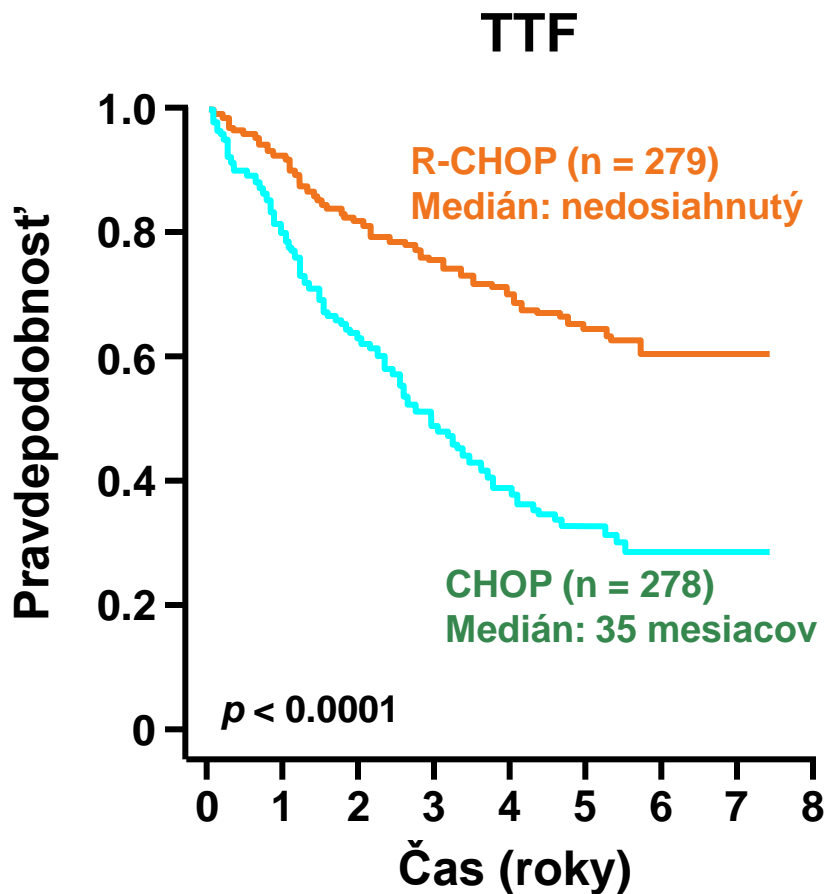 TTF
1.0
0.8
0.6
0.4
0.2
0
Pravdepodobnosť
R-CHOP (n = 279)
Medián: nedosiahnutý
CHOP (n = 278)
Medián: 35 mesiacov
p < 0.0001
0 1 2 3 4 5 6 7 8
Čas (roky)